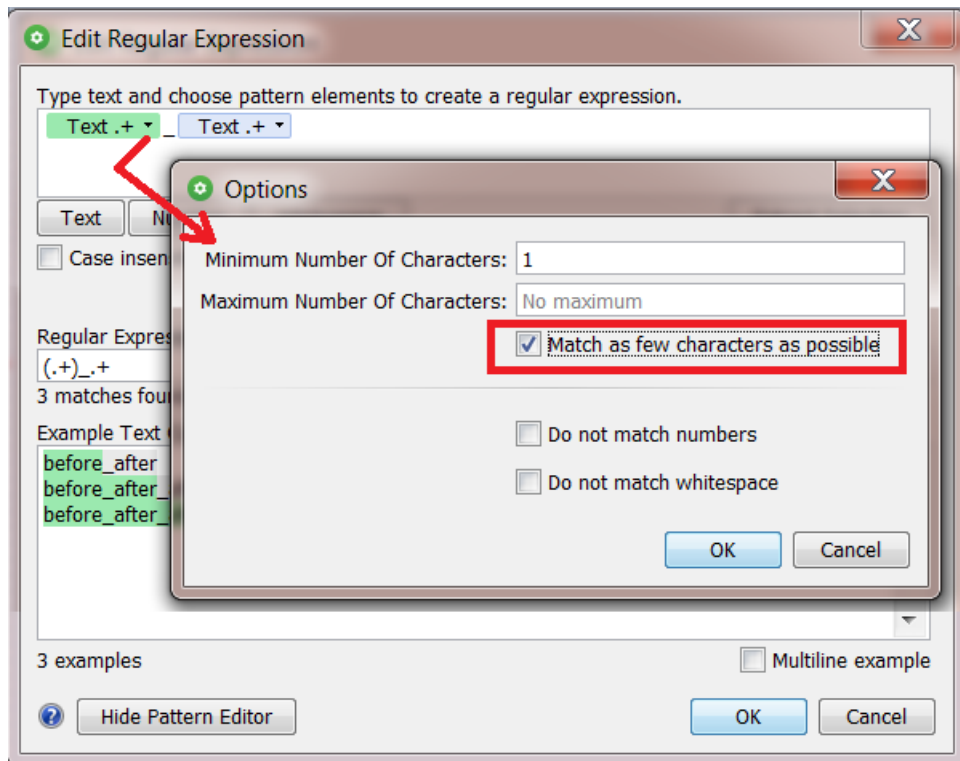 Edit Regular Expression
Type text and choose pattern elements to create a regular expression.
Text .+ _ Text .+
Options
Text
Case insen
Minimum Number Of Characters: 1
Maximum Number Of Characters: No maximum
Match as few characters as possible
Regular Expres
(.+)_.+
3 matches fou
Example Text
before_after
before_after_
before_after_
Do not match numbers
Do not match whitespace
OK Cancel
3 examples
Multiline example
Hide Pattern Editor
OK Cancel